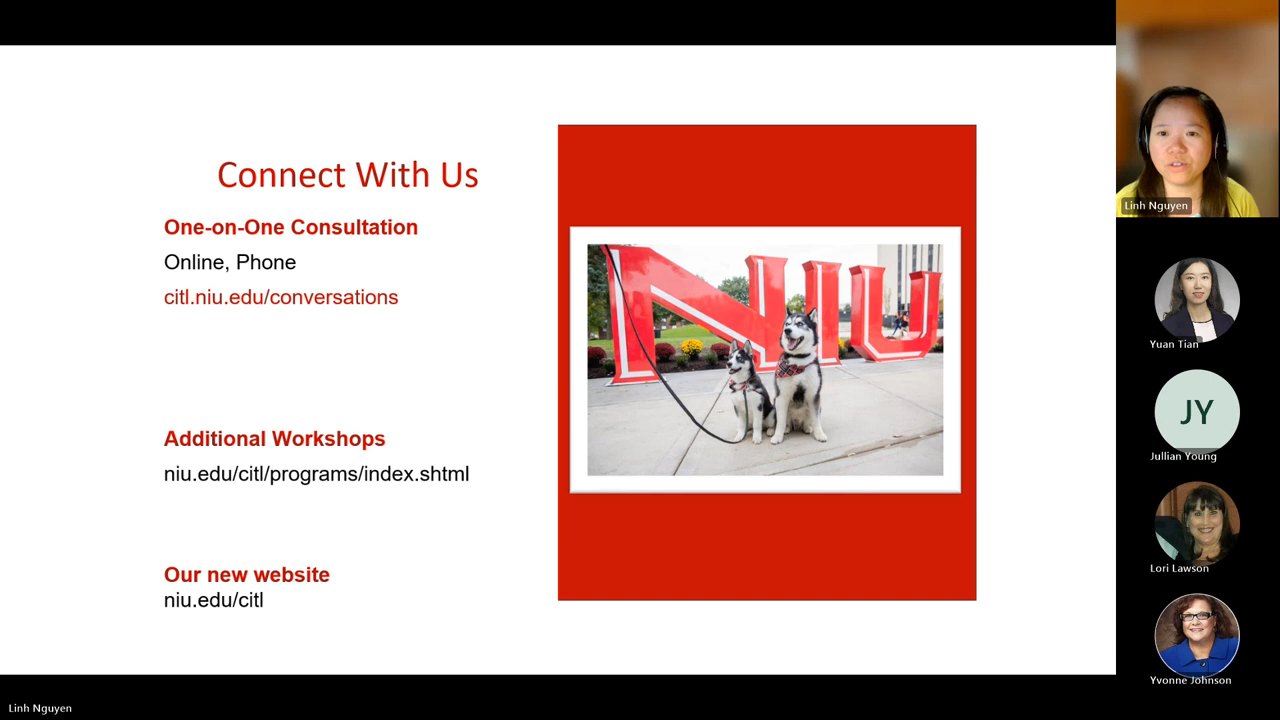 Connect With Us
One-on-One Consultation
Online, Phone
citl.niu.edu/conversations
Additional Workshops
niu.edu/citl/programs/index.shtml
Our new website
niu.edu/citl
NIU
Linh Nguyen
Yuan Tian
JY
Jullian Young
Lori Lawson
Yvonne Johnson
Linh Nguyen